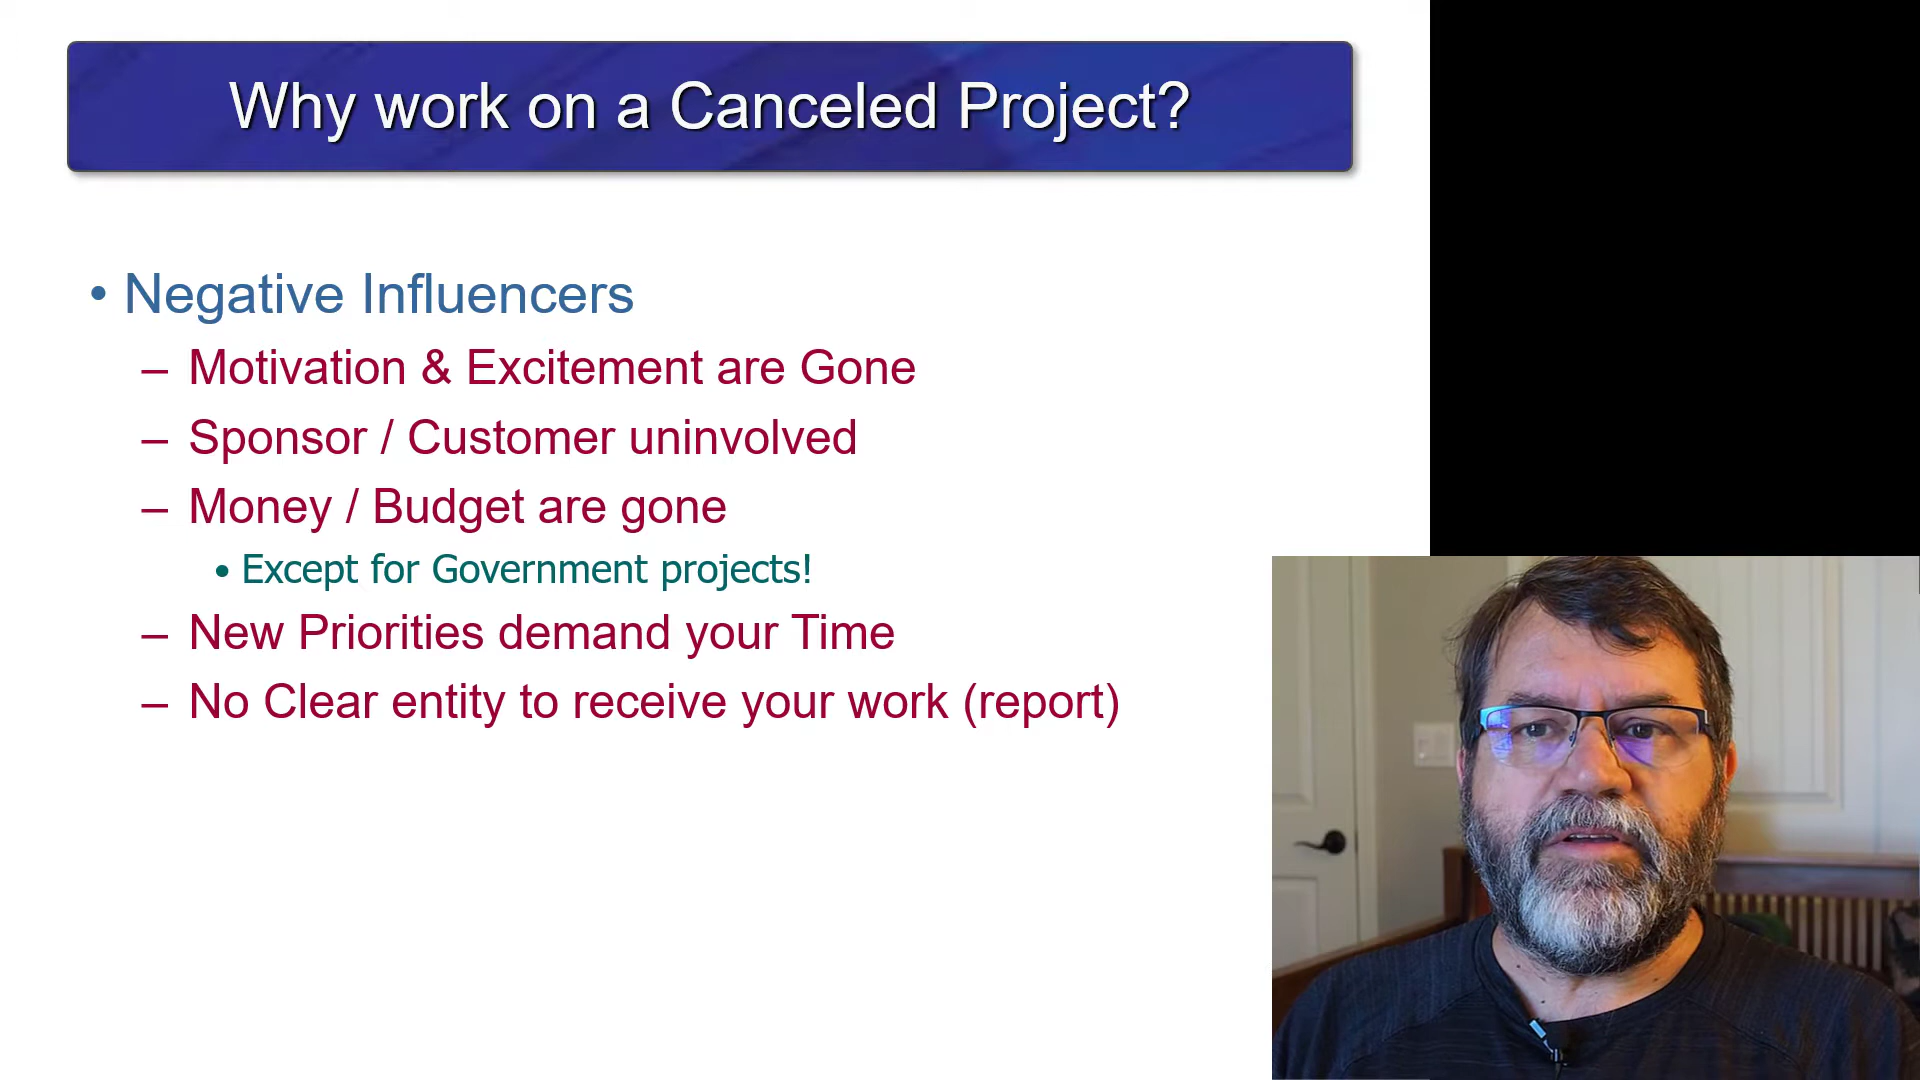 Why work on a Canceled Project?
• Negative Influencers
– Motivation & Excitement are Gone
– Sponsor / Customer uninvolved
– Money / Budget are gone
• Except for Government projects!
– New Priorities demand your Time
– No Clear entity to receive your work (report)